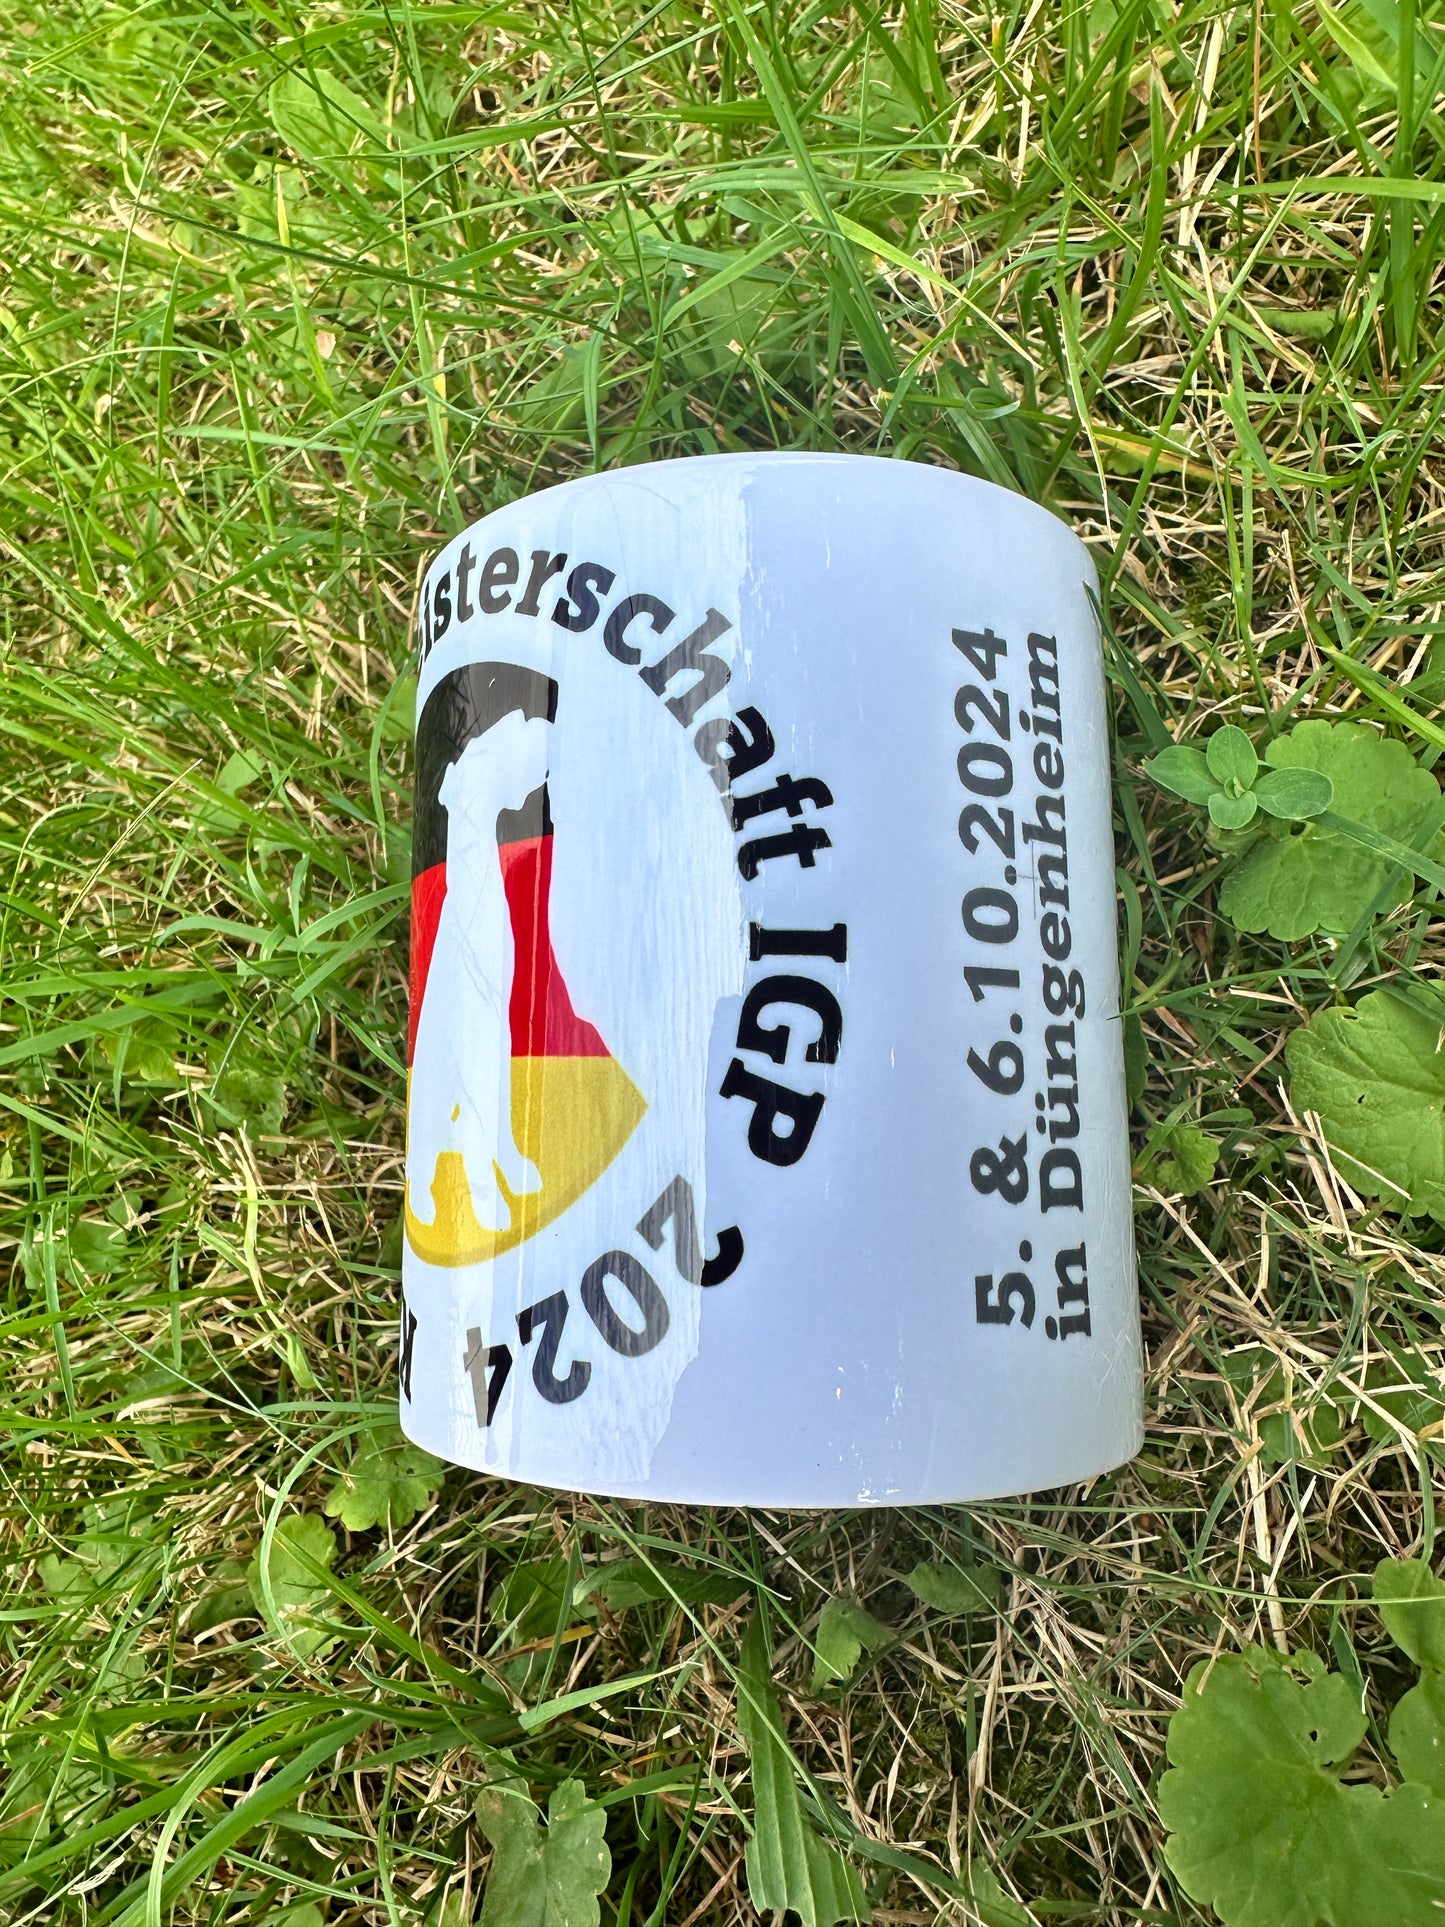 isterschaft IGP 2024
5. & 6.10.2024
in Düngenheim